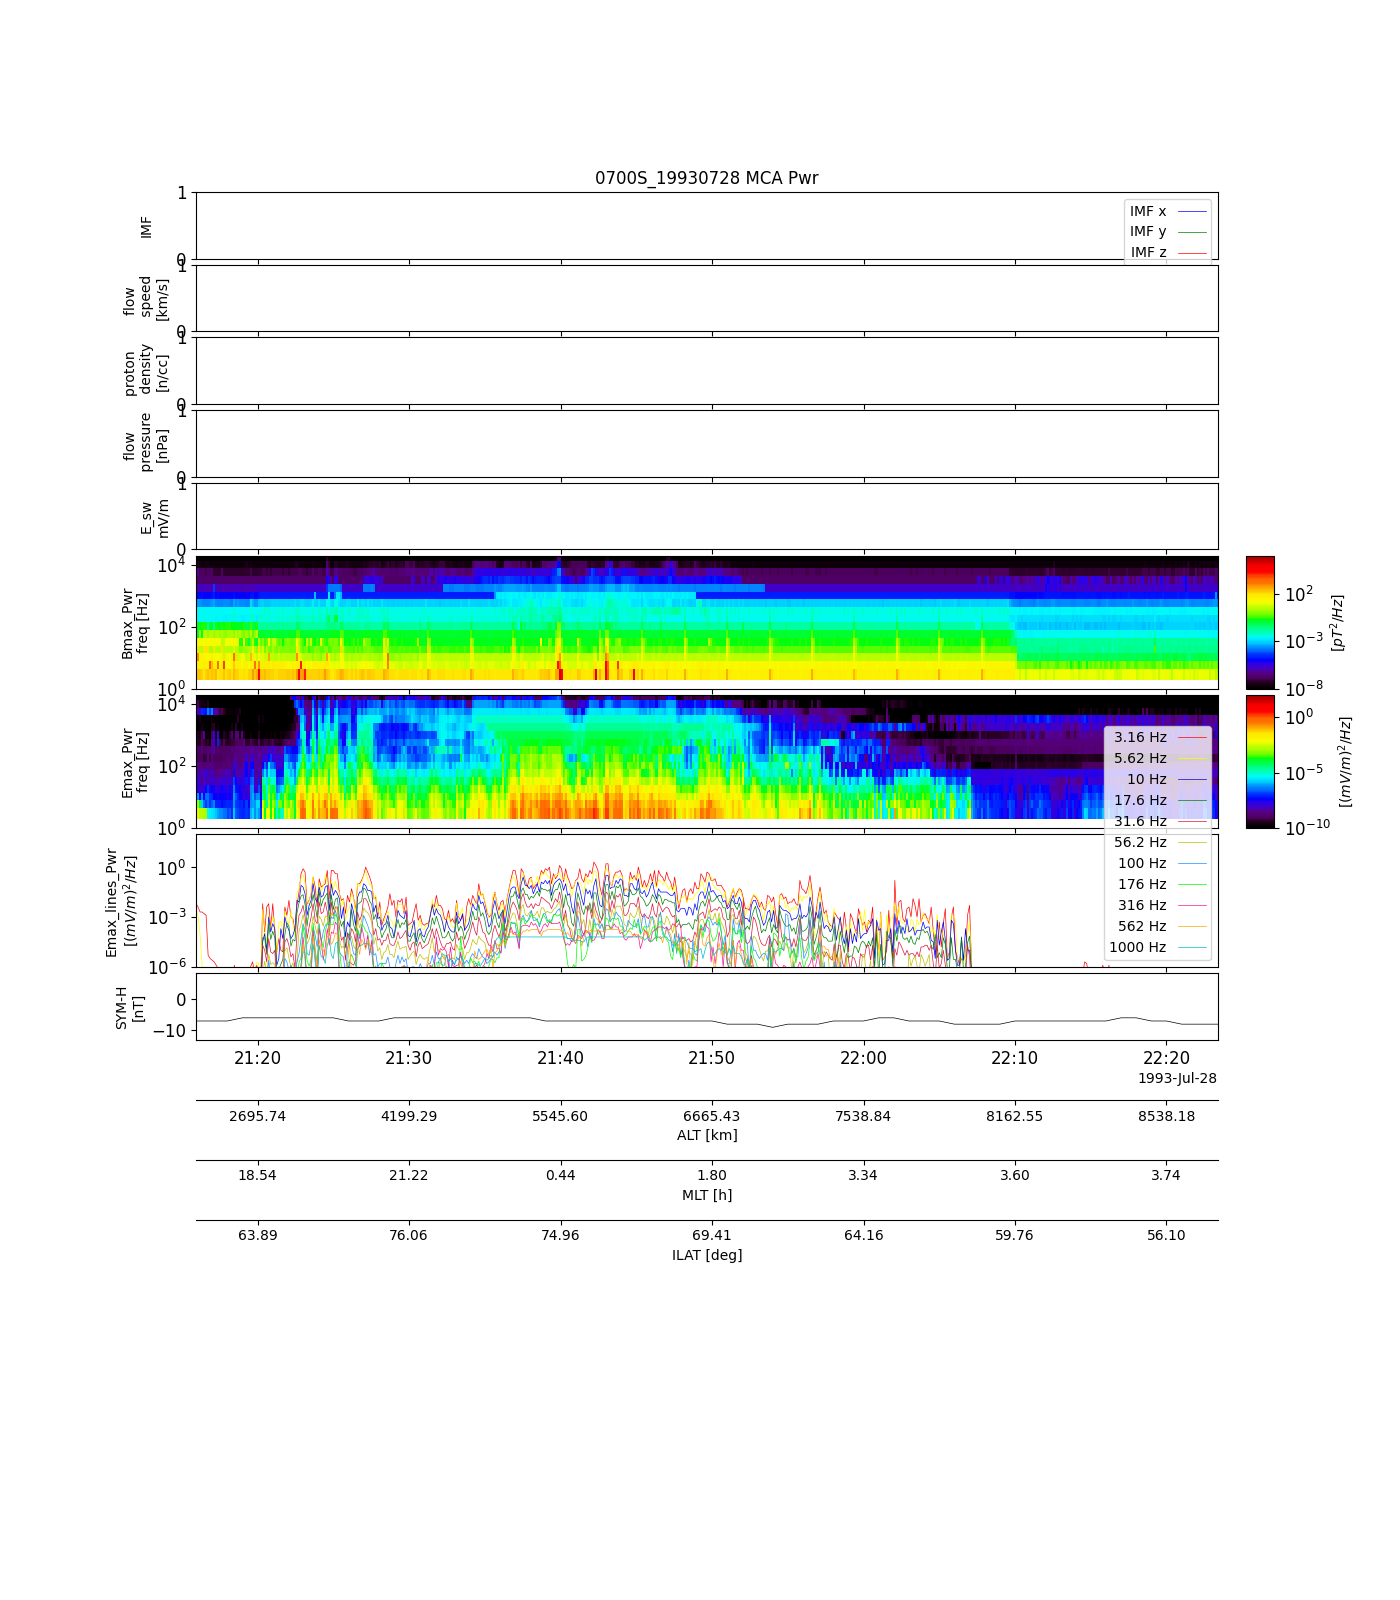 0700S_19930728 MCA Pwr
1
0
IMF
IMF x
IMF y
IMF z
1
0
flow
speed
[km/s]
1
0
proton
density
[n/cc]
1
0
flow
pressure
[nPa]
1
0
E_sw
mV/m
10^4
10^2
10^0
Bmax_Pwr
freq [Hz]
10^2
10^-3
10^-8
[pT^2/Hz]
10^4
10^2
10^0
Emax_Pwr
freq [Hz]
10^0
10^-5
10^-10
[(mV/m)^2/Hz]
3.16 Hz
5.62 Hz
10 Hz
17.6 Hz
31.6 Hz
56.2 Hz
100 Hz
176 Hz
316 Hz
562 Hz
1000 Hz
10^0
10^-3
10^-6
Emax_lines_Pwr
[(mV/m)^2/Hz]
0
−10
SYM-H
[nT]
21:20 21:30 21:40 21:50 22:00 22:10 22:20
1993-Jul-28
2695.74 4199.29 5545.60 6665.43 7538.84 8162.55 8538.18
ALT [km]
18.54 21.22 0.44 1.80 3.34 3.60 3.74
MLT [h]
63.89 76.06 74.96 69.41 64.16 59.76 56.10
ILAT [deg]